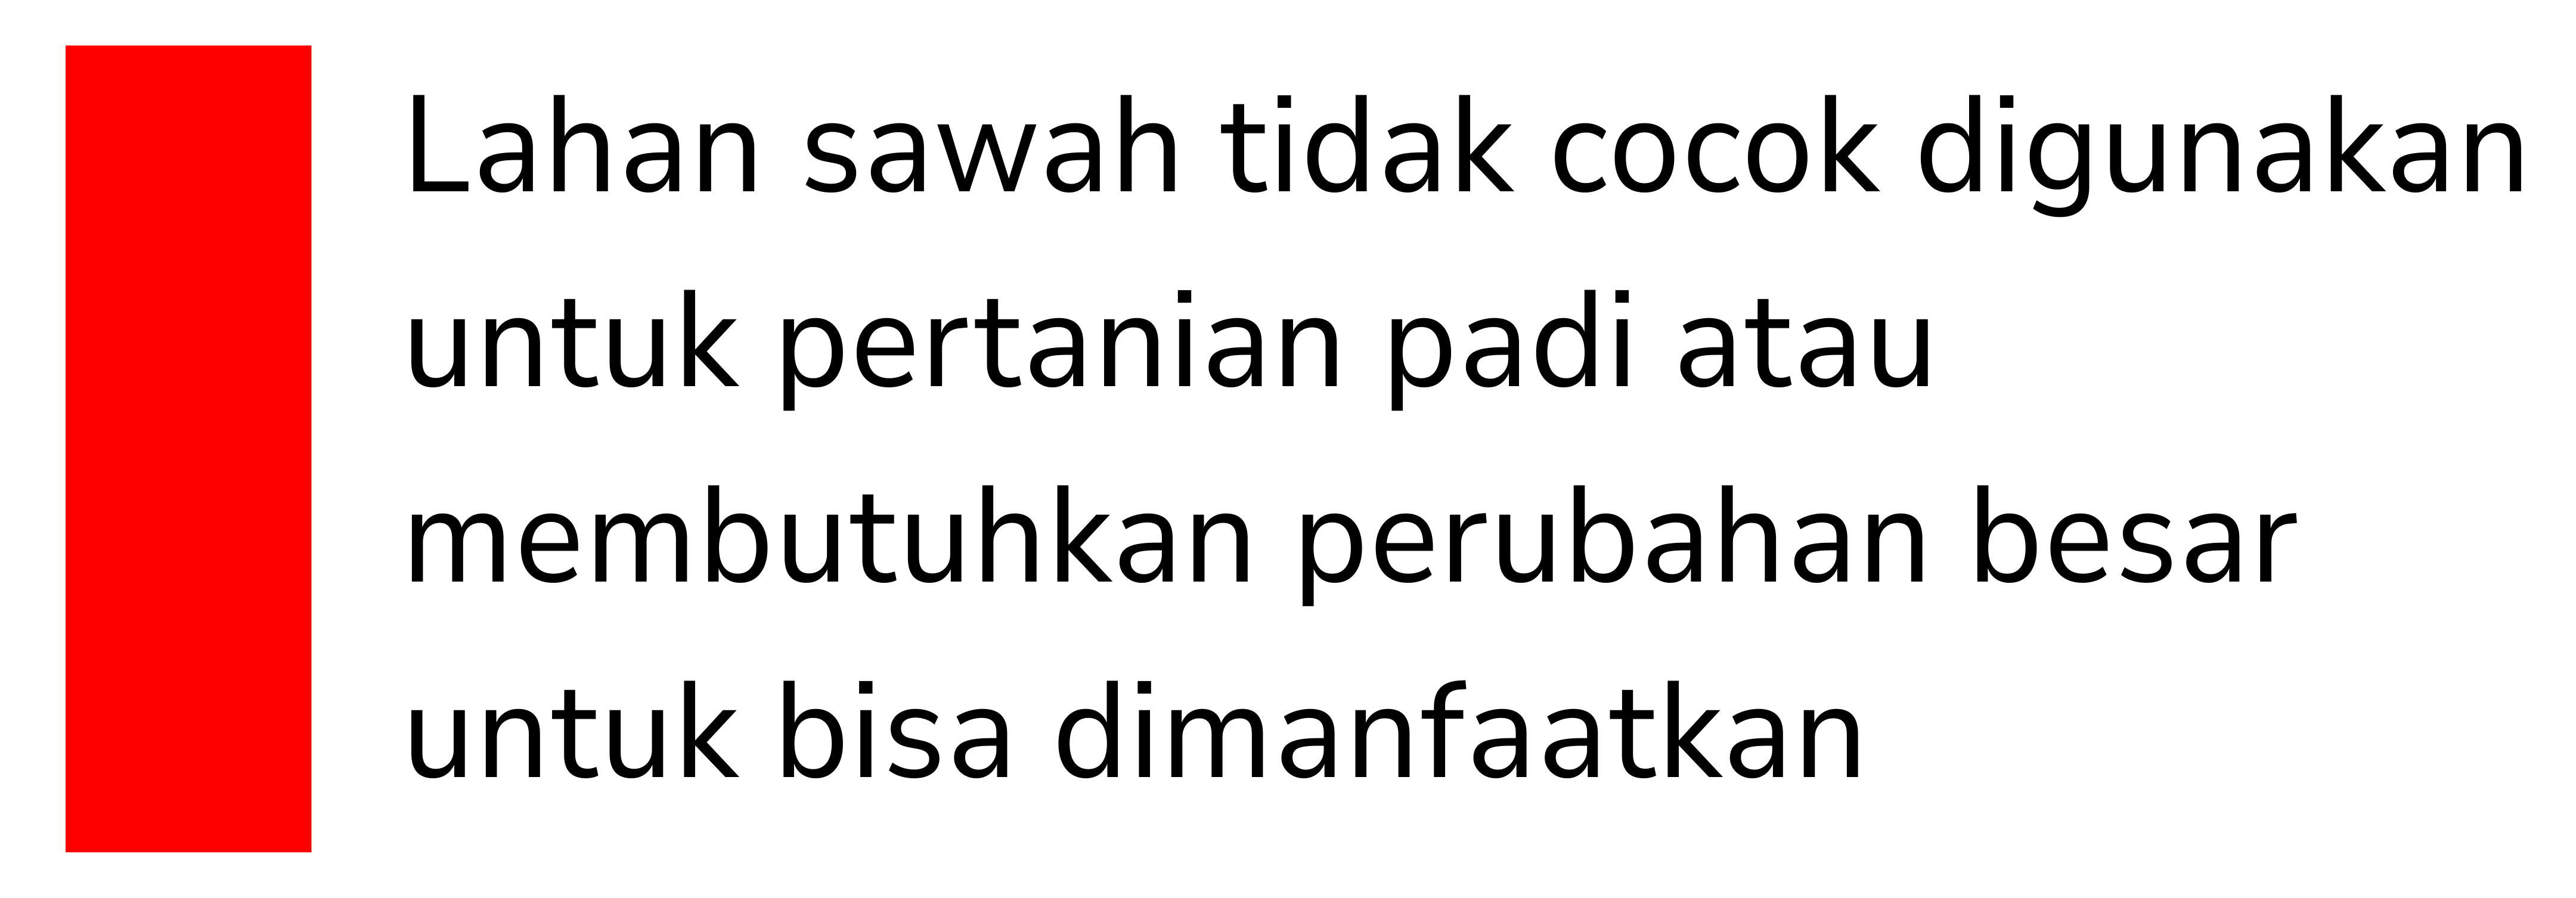 Lahan sawah tidak cocok digunakan
untuk pertanian padi atau
membutuhkan perubahan besar
untuk bisa dimanfaatkan